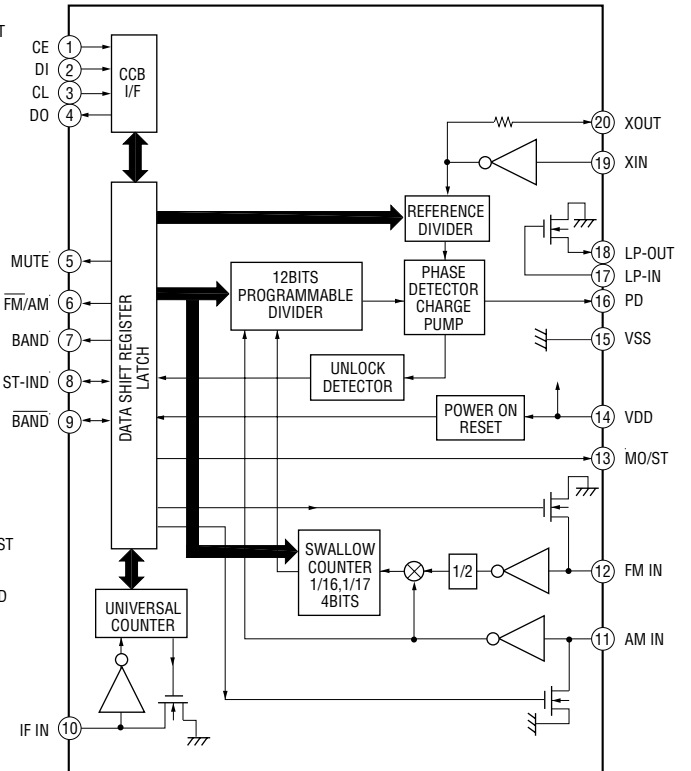 T
CE
1
DI
2
CL
3
DO
4
CCB
I/F
20
XOUT
19
XIN
REFERENCE
DIVIDER
18
LP-OUT
17
LP-IN
MUTE
5
12BITS
PROGRAMMABLE
DIVIDER
PHASE
DETECTOR
CHARGE
PUMP
16
PD
FM/AM
6
BAND
7
15
VSS
ST-IND
8
DATA SHIFT REGISTER
LATCH
UNLOCK
DETECTOR
BAND
9
POWER ON
RESET
14
VDD
13
MO/ST
ST
SWALLOW
COUNTER
1/16,1/17
4BITS
1/2
12
FM IN
D
UNIVERSAL
COUNTER
11
AM IN
IF IN
10